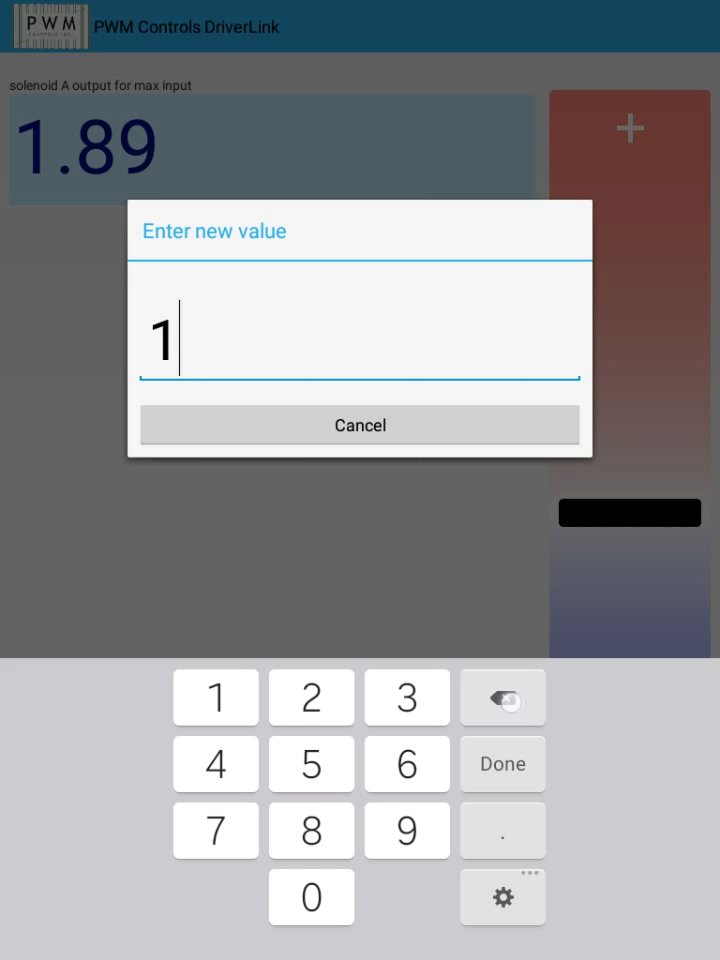 PWM
PWM Controls DriverLink
solenoid A output for max input
1.89
+
Enter new value
1
Cancel
1 2 3
4 5 6 Done
7 8 9 .
0